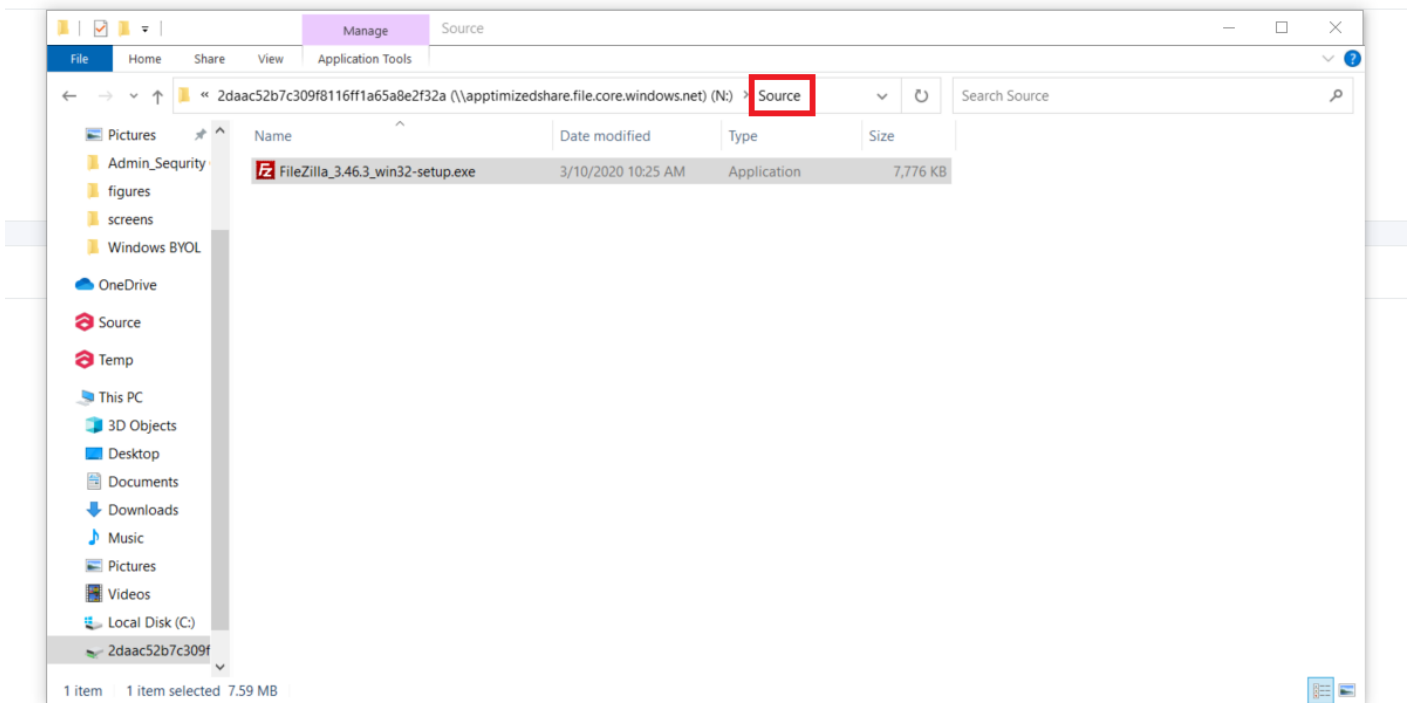 Manage Source
File Home Share View Application Tools
« 2daac52b7c309f8116ff1a65a8e2f32a (\\apptimizedshare.file.core.windows.net) (N:) > Source Search Source
Name Date modified Type Size
FileZilla_3.46.3_win32-setup.exe 3/10/2020 10:25 AM Application 7,776 KB
Pictures
Admin_Sequrity
figures
screens
Windows BYOL
OneDrive
Source
Temp
This PC
3D Objects
Desktop
Documents
Downloads
Music
Pictures
Videos
Local Disk (C:)
2daac52b7c309f
1 item 1 item selected 7.59 MB